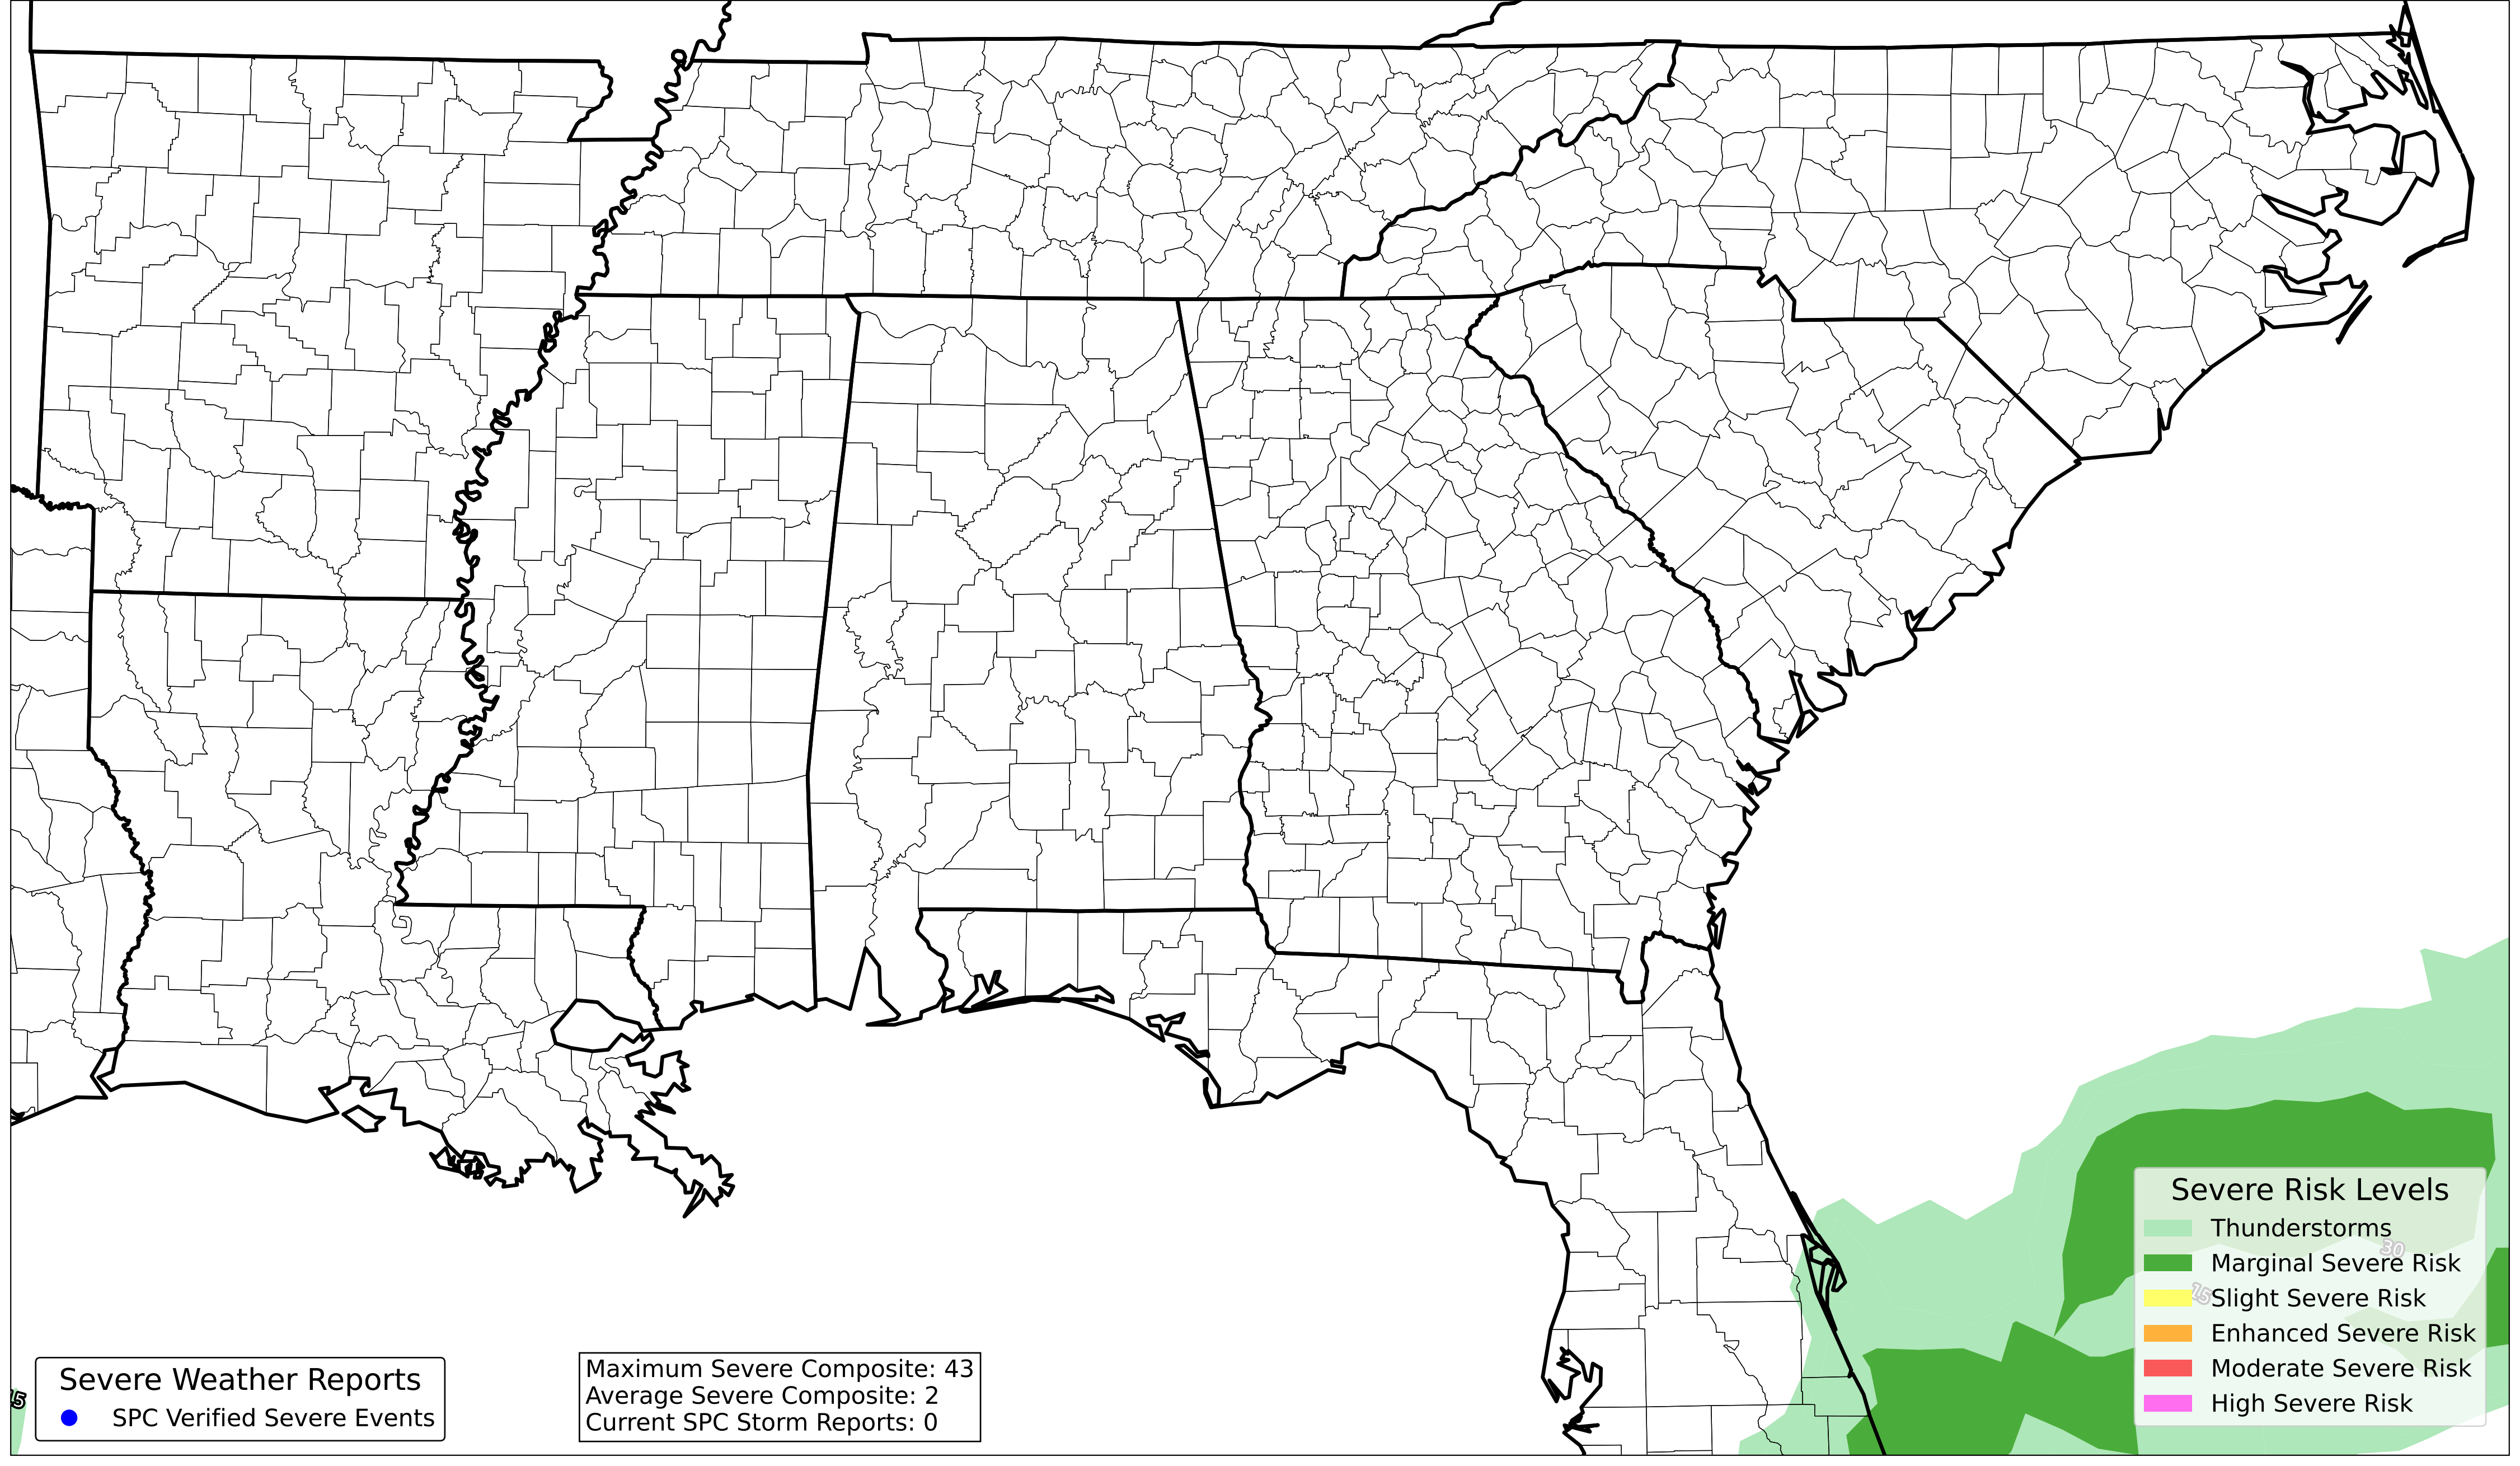 Severe Risk Levels
Thunderstorms
30
Marginal Severe Risk
15
Slight Severe Risk
Enhanced Severe Risk
Moderate Severe Risk
High Severe Risk
Severe Weather Reports
SPC Verified Severe Events
Maximum Severe Composite: 43
Average Severe Composite: 2
Current SPC Storm Reports: 0